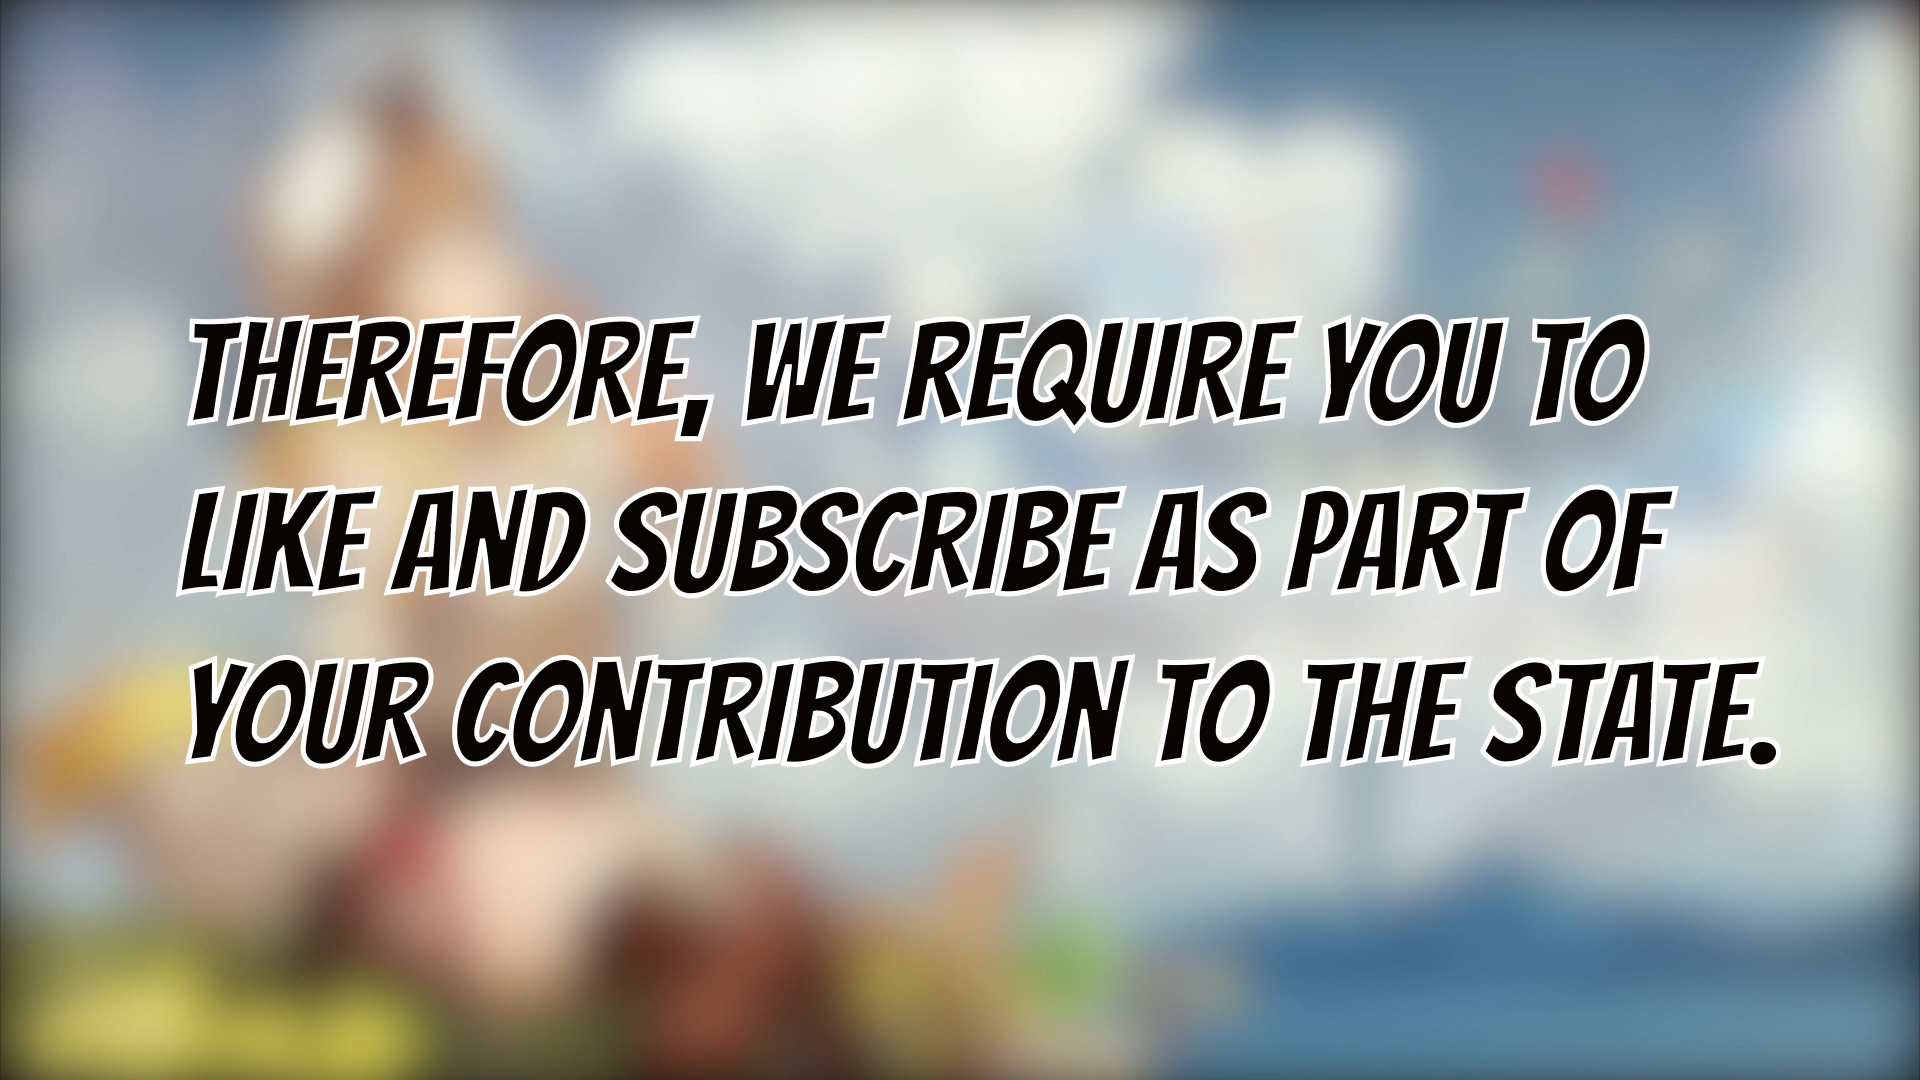 THEREFORE, WE REQUIRE YOU TO
LIKE AND SUBSCRIBE AS PART OF
YOUR CONTRIBUTION TO THE STATE.